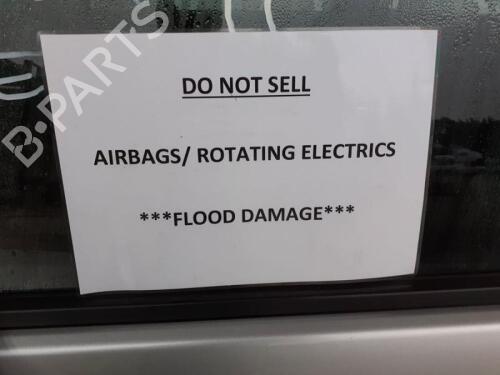 B-PARTS
DO NOT SELL
AIRBAGS/ ROTATING ELECTRICS
***FLOOD DAMAGE***